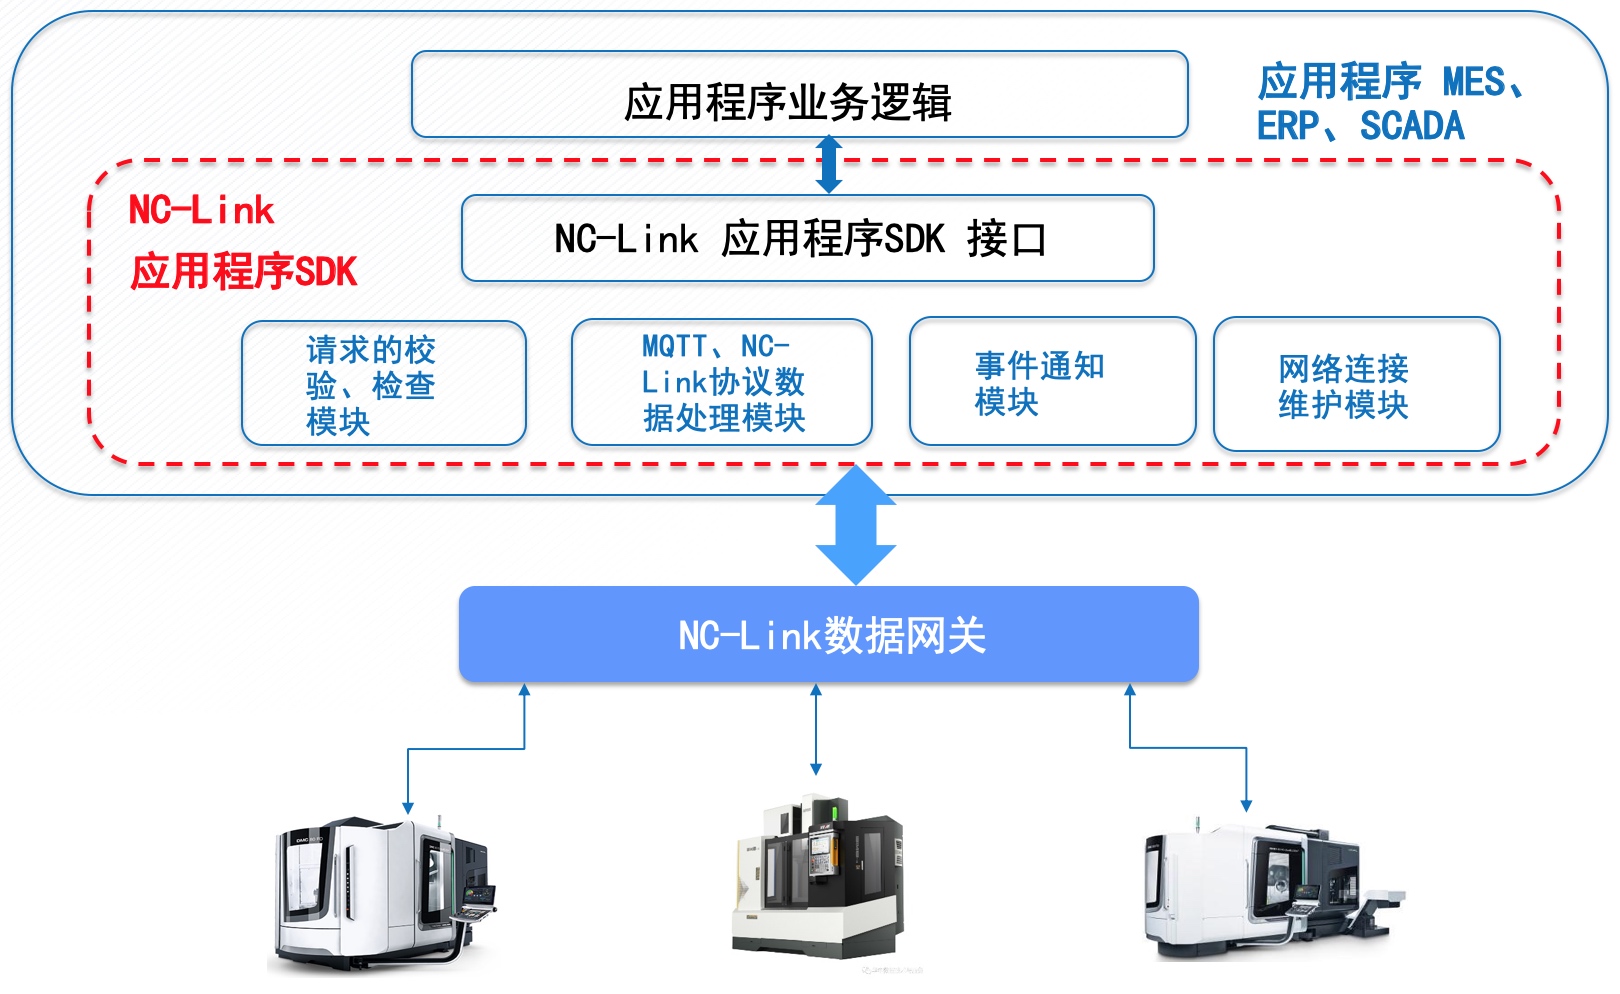 应用程序业务逻辑
应用程序 MES、
ERP、SCADA
NC-Link
应用程序SDK
NC-Link 应用程序SDK 接口
请求的校
验、检查
模块
MQTT、NC-
Link协议数
据处理模块
事件通知
模块
网络连接
维护模块
NC-Link数据网关